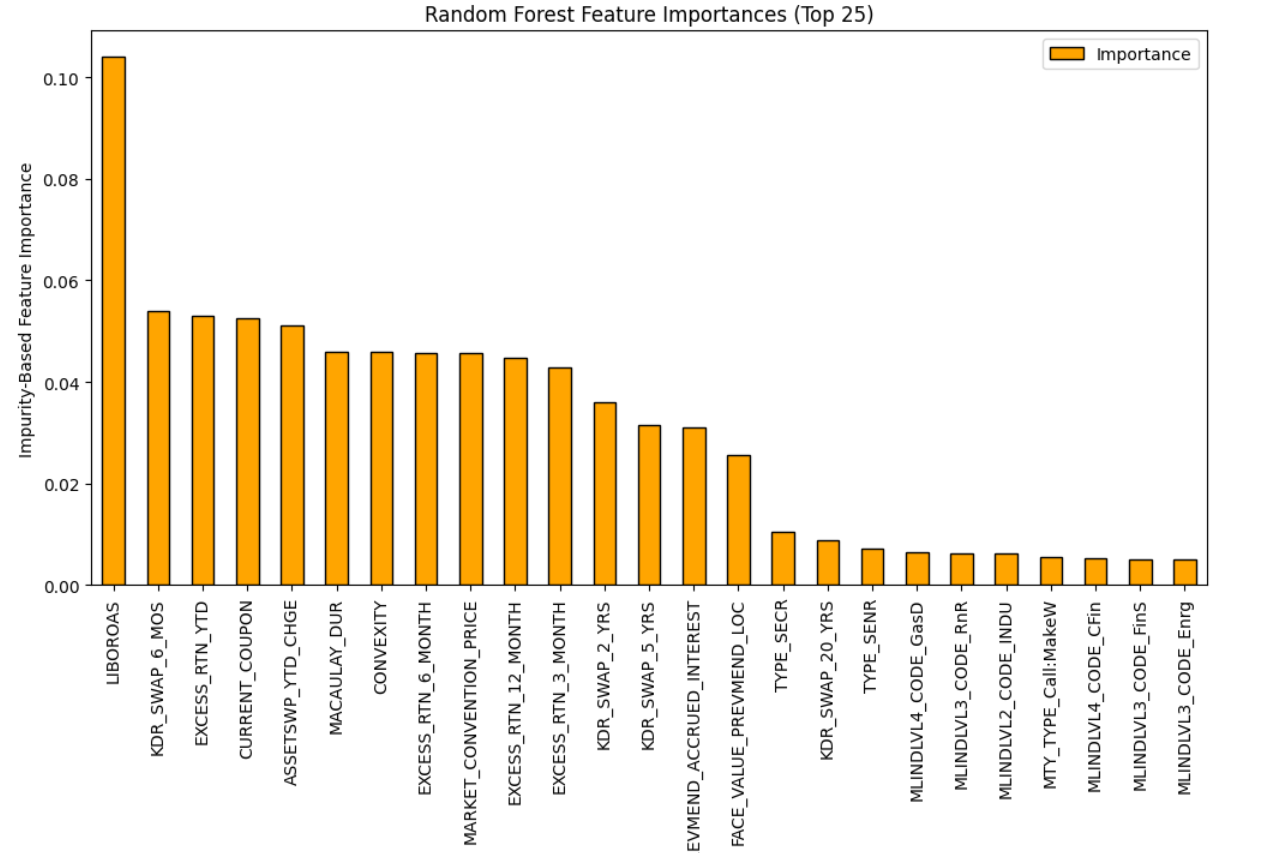 Random Forest Feature Importances (Top 25)
Importance
Impurity-Based Feature Importance
0.10
0.08
0.06
0.04
0.02
0.00
LIBOROAS
KDR_SWAP_6_MOS
EXCESS_RTN_YTD
CURRENT_COUPON
ASSETSWP_YTD_CHGE
MACAULAY_DUR
CONVEXITY
EXCESS_RTN_6_MONTH
MARKET_CONVENTION_PRICE
EXCESS_RTN_12_MONTH
EXCESS_RTN_3_MONTH
KDR_SWAP_2_YRS
KDR_SWAP_5_YRS
EVMEND_ACCRUED_INTEREST
FACE_VALUE_PREVMEND_LOC
TYPE_SECR
KDR_SWAP_20_YRS
TYPE_SENR
MLINDLVL4_CODE_GasD
MLINDLVL3_CODE_RnR
MLINDLVL2_CODE_INDU
MTY_TYPE_Call:MakeW
MLINDLVL4_CODE_CFin
MLINDLVL3_CODE_FinS
MLINDLVL3_CODE_Enrg